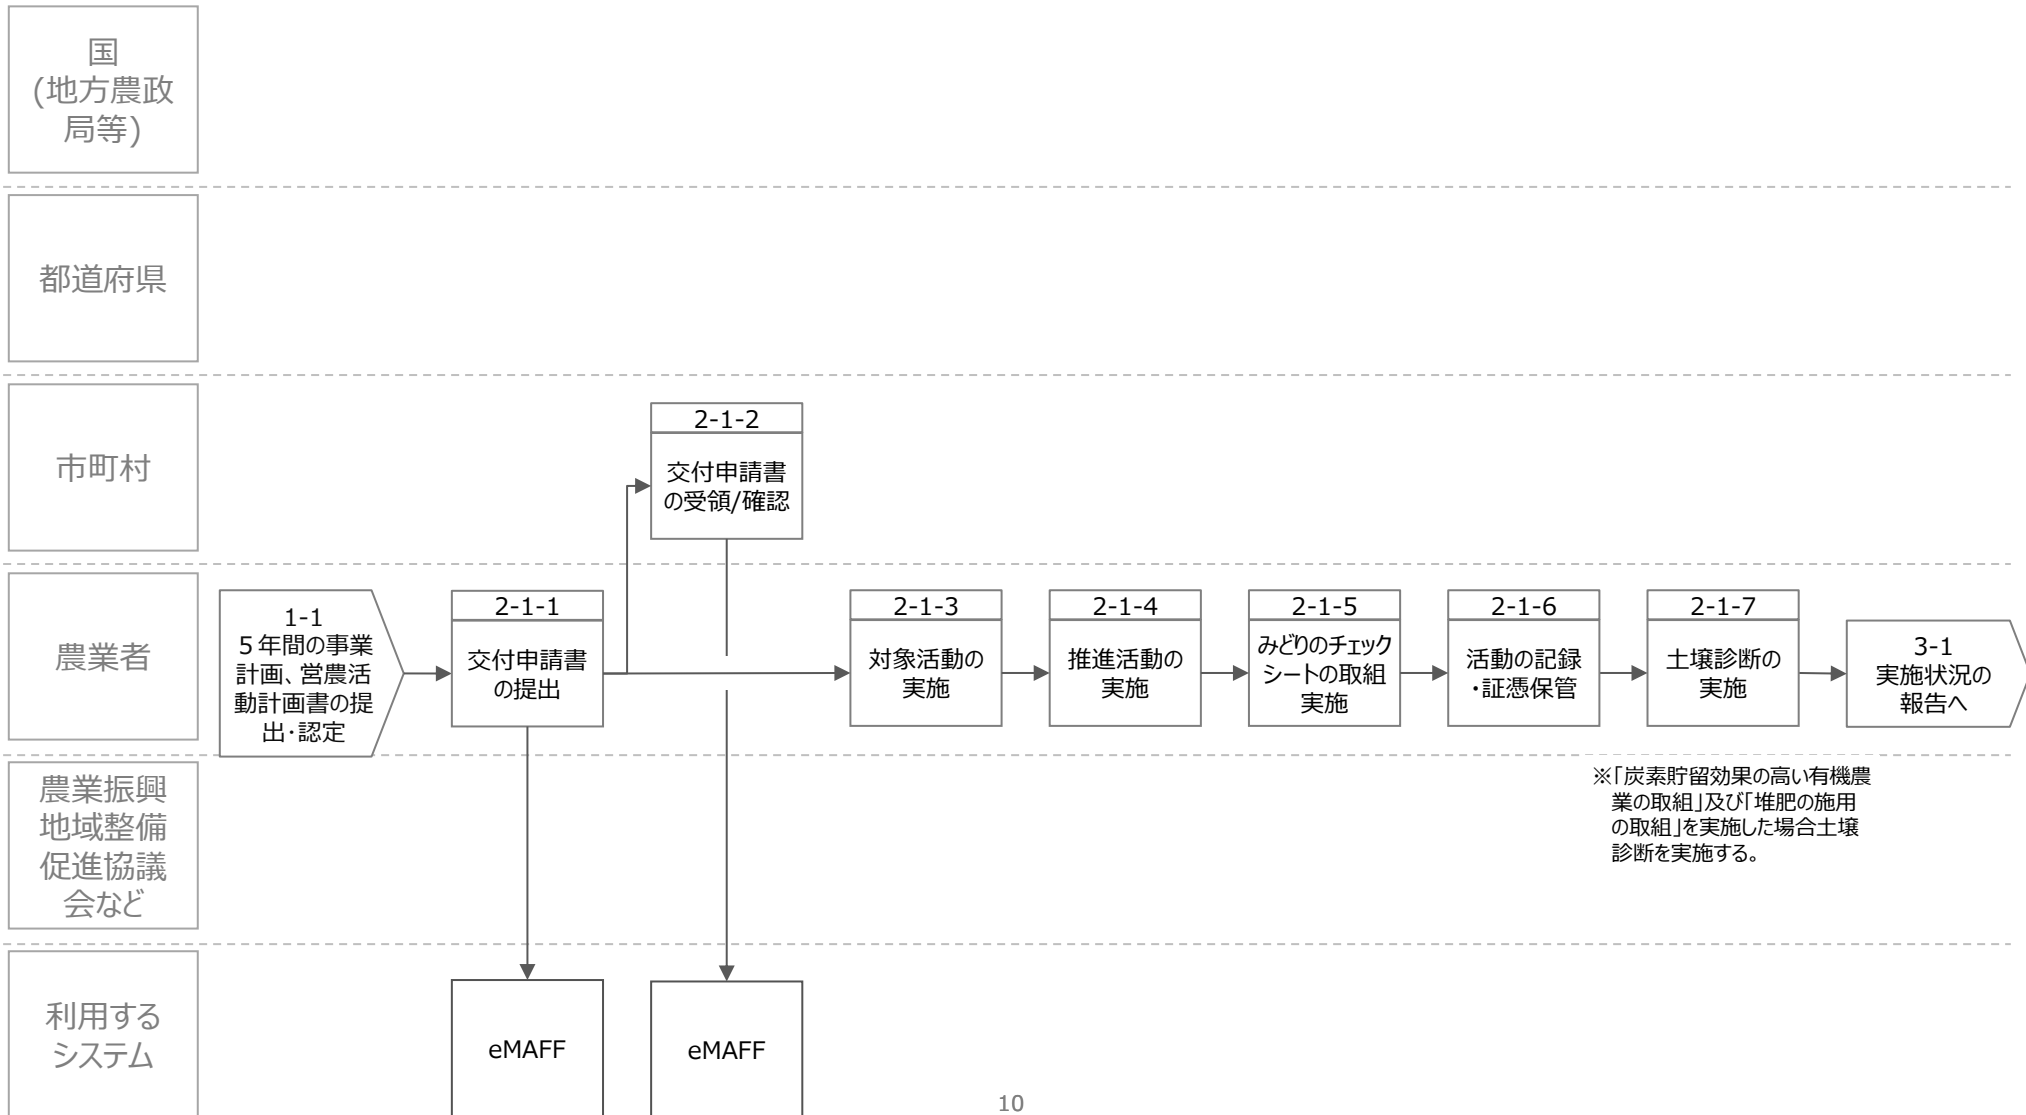 国
(地方農政
局等)
都道府県
市町村
2-1-2
交付申請書
の受領/確認
農業者
1-1
5年間の事業
計画、営農活
動計画書の提
出・認定
2-1-1
交付申請書
の提出
2-1-3
対象活動の
実施
2-1-4
推進活動の
実施
2-1-5
みどりのチェック
シートの取組
実施
2-1-6
活動の記録
・証憑保管
2-1-7
土壌診断の
実施
3-1
実施状況の
報告へ
農業振興
地域整備
促進協議
会など
※「炭素貯留効果の高い有機農
業の取組」及び「堆肥の施用
の取組」を実施した場合土壌
診断を実施する。
利用する
システム
eMAFF
eMAFF
10